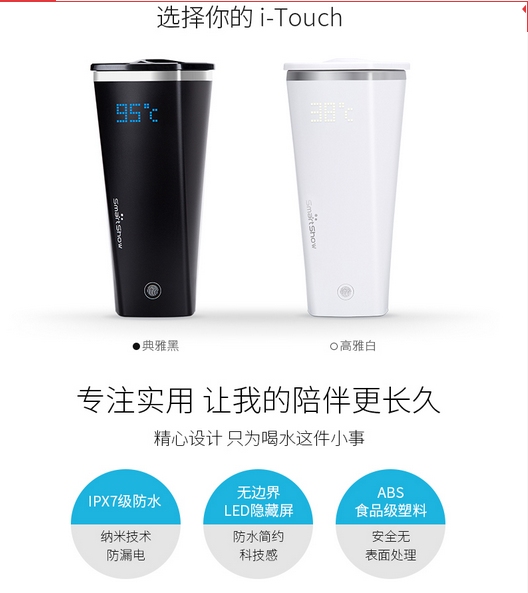 选择你的 i-Touch
95℃
38℃
SmartShow
SmartShow
典雅黑
高雅白
专注实用 让我的陪伴更长久
精心设计 只为喝水这件小事
IPX7级防水
纳米技术
防漏电
无边界
LED隐藏屏
防水简约
科技感
ABS
食品级塑料
安全无
表面处理